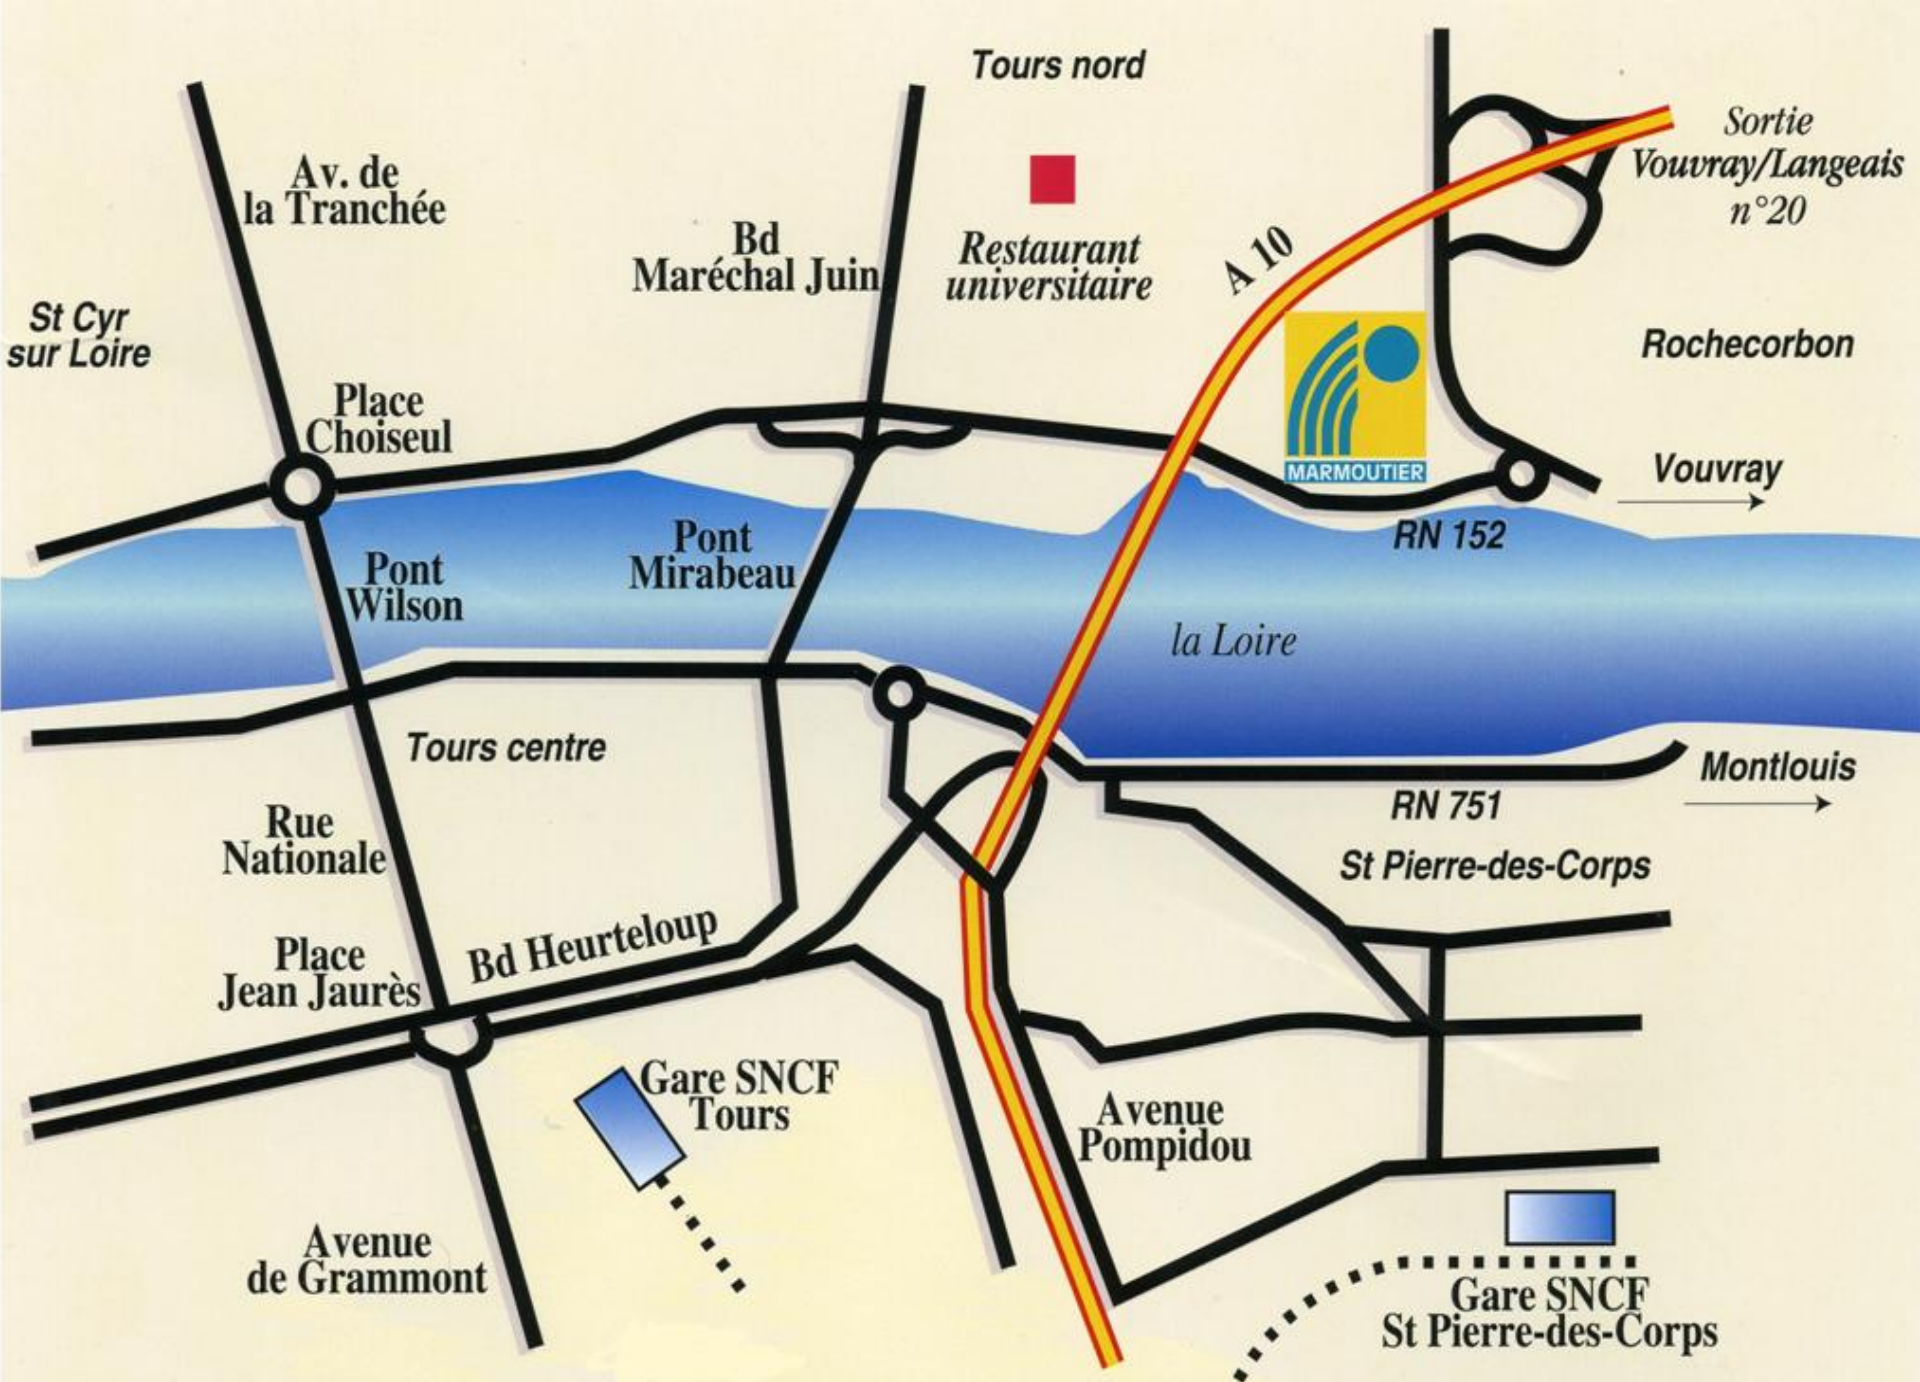 Tours nord
Sortie
Vouvray/Langeais
n°20
Av. de
la Tranchée
Bd
Maréchal Juin
Restaurant
universitaire
A 10
St Cyr
sur Loire
Rochecorbon
Place
Choiseul
MARMOUTIER
Vouvray
RN 152
Pont
Wilson
Pont
Mirabeau
la Loire
Tours centre
Montlouis
RN 751
Rue
Nationale
St Pierre-des-Corps
Bd Heurteloup
Place
Jean Jaurès
Gare SNCF
Tours
Avenue
Pompidou
Avenue
de Grammont
Gare SNCF
St Pierre-des-Corps